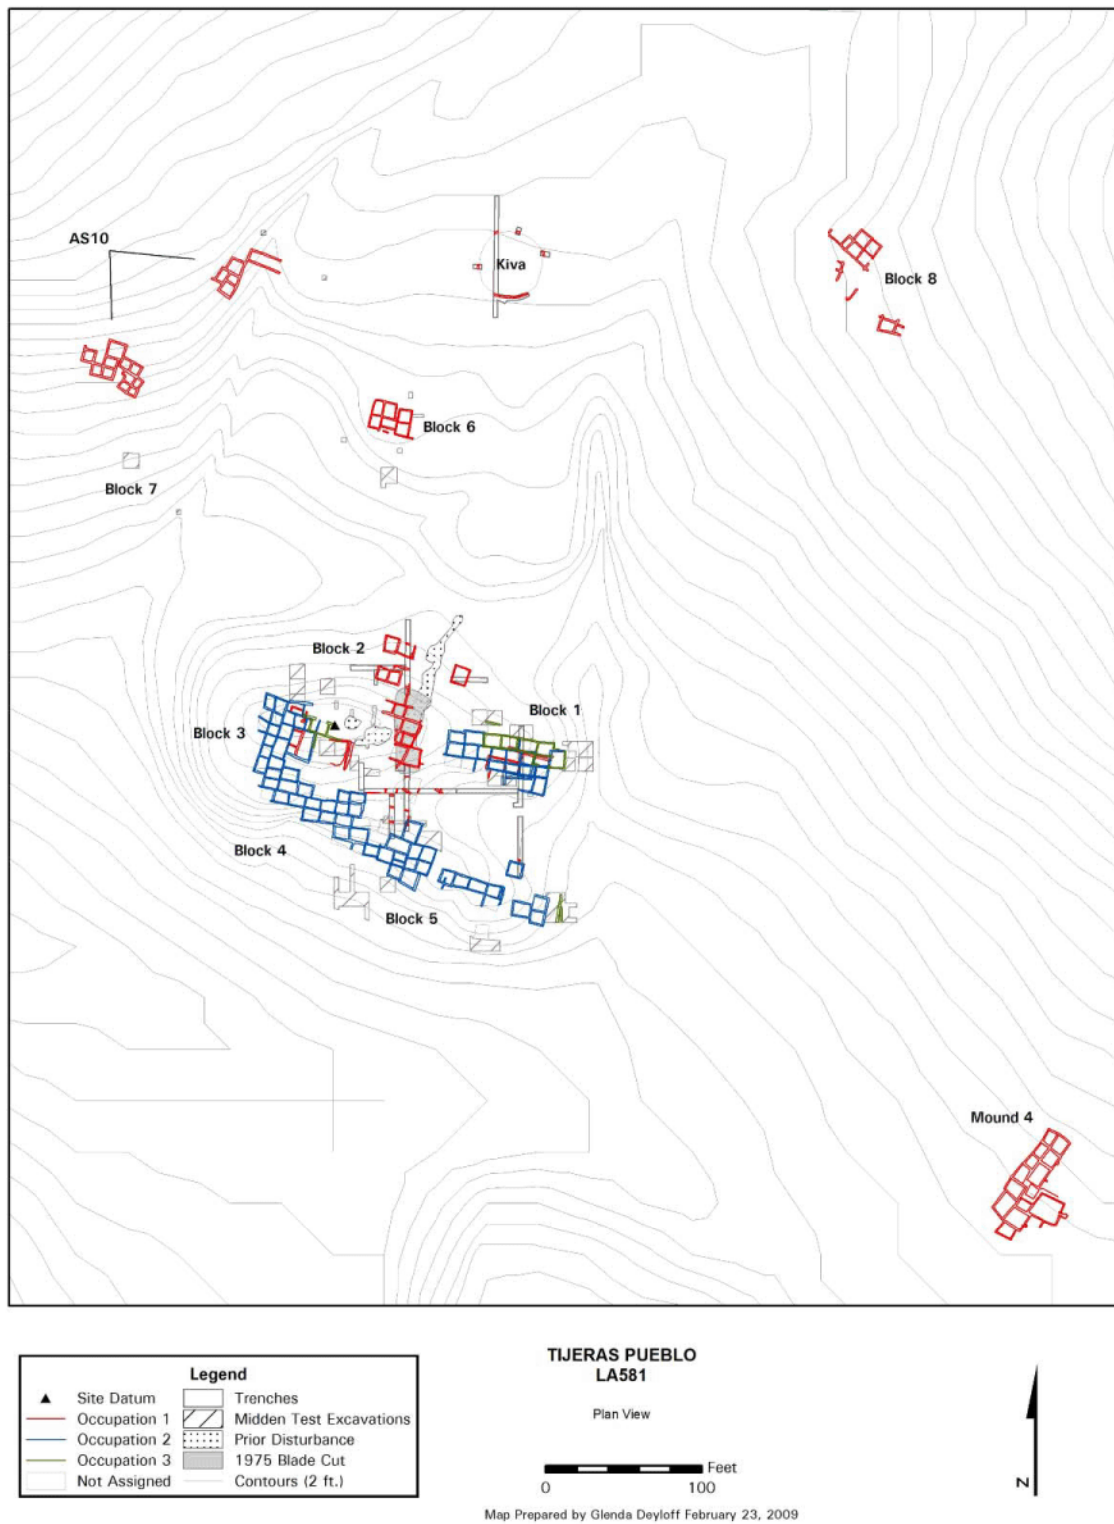 AS10
Kiva
Block 8
Block 6
Block 7
Block 2
Block 1
Block 3
Block 4
Block 5
Mound 4
Legend
Site Datum
Trenches
Occupation 1
Midden Test Excavations
Occupation 2
Prior Disturbance
Occupation 3
1975 Blade Cut
Not Assigned
Contours (2 ft.)
TIJERAS PUEBLO
LA581
Plan View
Feet
0 100
Map Prepared by Glenda Deyloff February 23, 2009
N